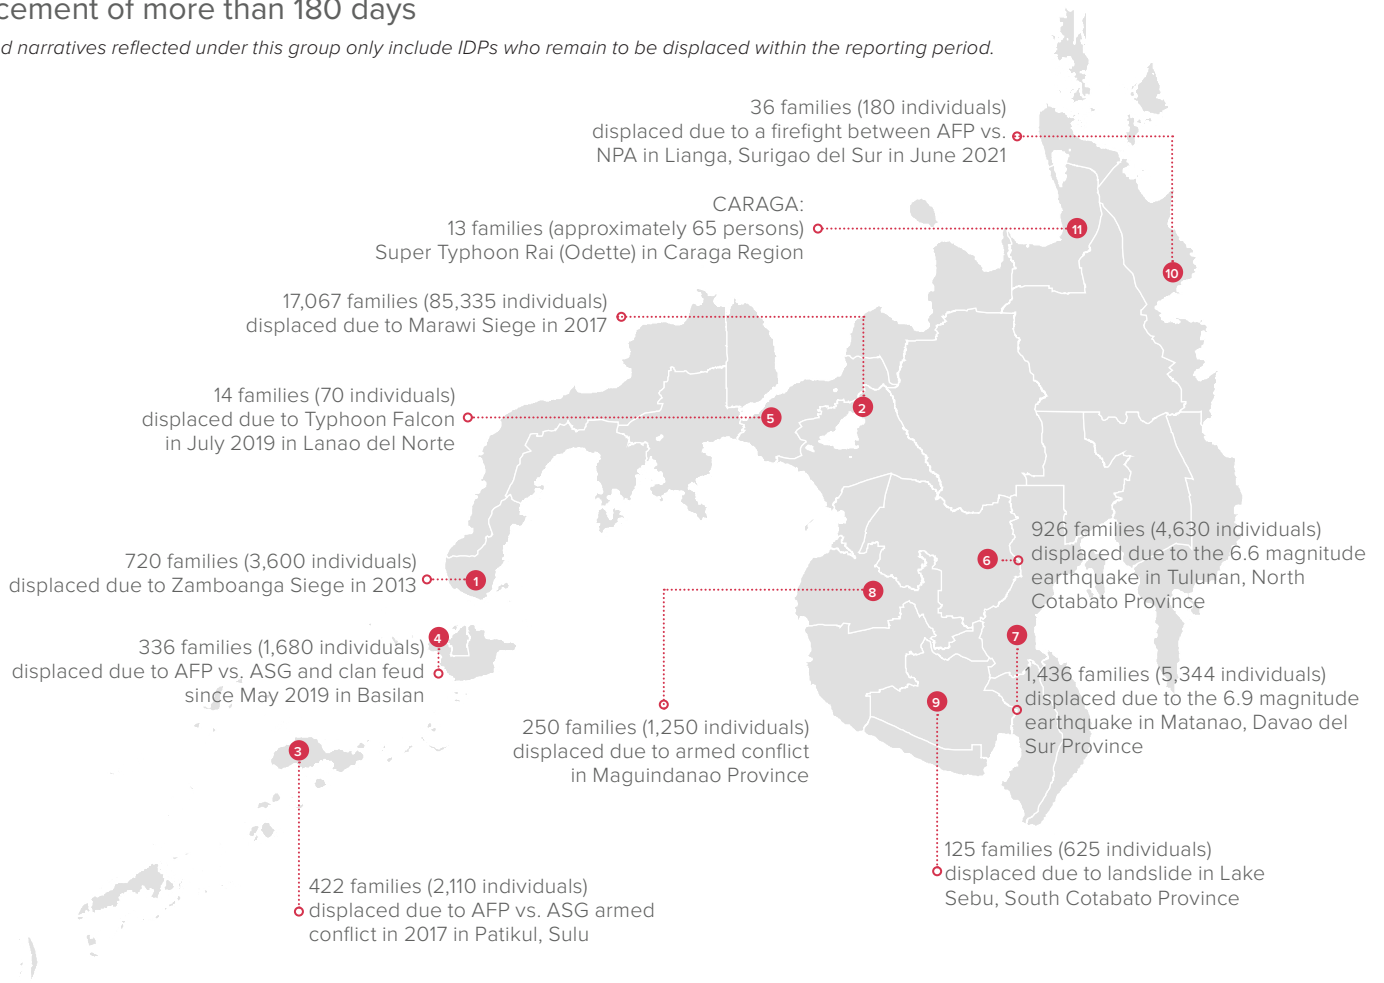 cement of more than 180 days
d narratives reflected under this group only include IDPs who remain to be displaced within the reporting period.
36 families (180 individuals)
displaced due to a firefight between AFP vs.
NPA in Lianga, Surigao del Sur in June 2021
CARAGA:
13 families (approximately 65 persons)
Super Typhoon Rai (Odette) in Caraga Region
11
10
17,067 families (85,335 individuals)
displaced due to Marawi Siege in 2017
14 families (70 individuals)
displaced due to Typhoon Falcon
in July 2019 in Lanao del Norte
5
2
720 families (3,600 individuals)
displaced due to Zamboanga Siege in 2013
1
926 families (4,630 individuals)
displaced due to the 6.6 magnitude
earthquake in Tulunan, North
Cotabato Province
6
8
336 families (1,680 individuals)
displaced due to AFP vs. ASG and clan feud
since May 2019 in Basilan
4
7
1,436 families (5,344 individuals)
displaced due to the 6.9 magnitude
earthquake in Matanao, Davao del
Sur Province
9
250 families (1,250 individuals)
displaced due to armed conflict
in Maguindanao Province
3
125 families (625 individuals)
displaced due to landslide in Lake
Sebu, South Cotabato Province
422 families (2,110 individuals)
displaced due to AFP vs. ASG armed
conflict in 2017 in Patikul, Sulu